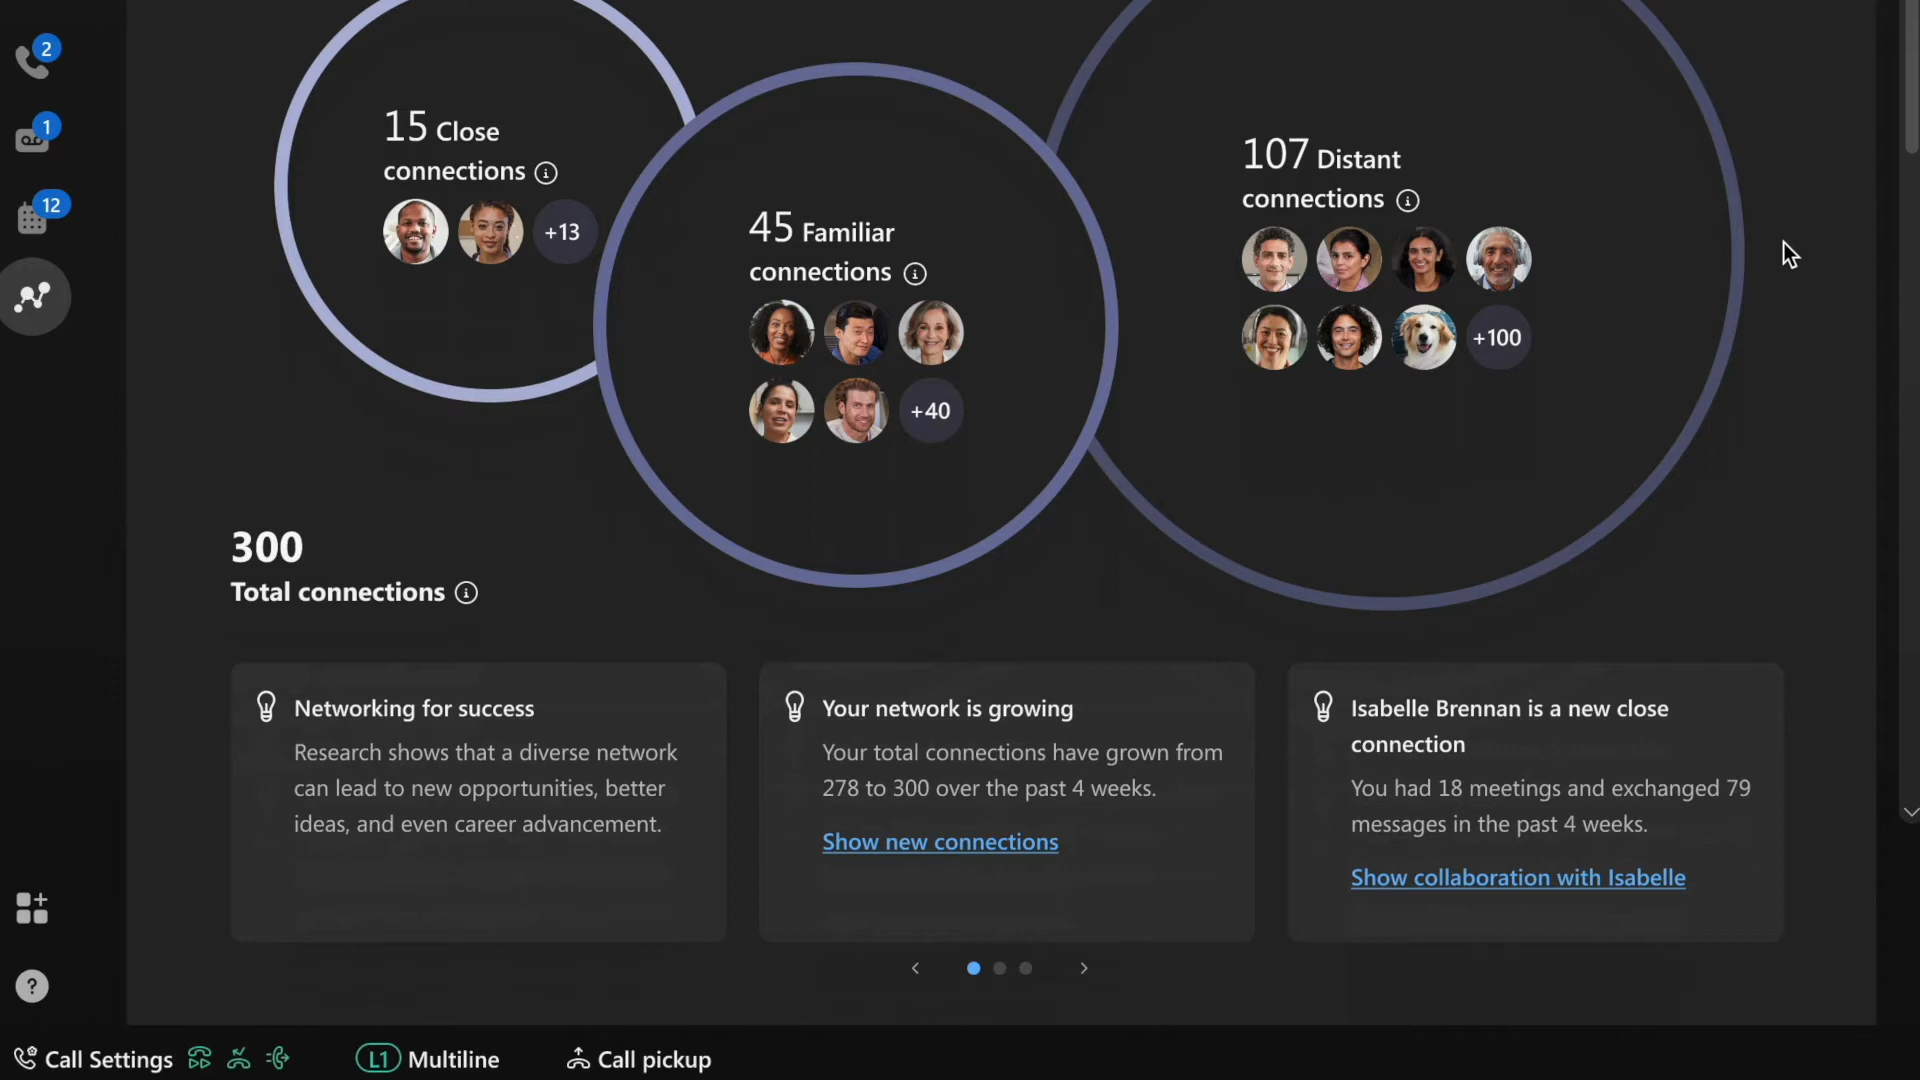 2
1
12
15 Close
connections
+13
45 Familiar
connections
+40
107 Distant
connections
+100
300
Total connections
Networking for success
Research shows that a diverse network
can lead to new opportunities, better
ideas, and even career advancement.
Your network is growing
Your total connections have grown from
278 to 300 over the past 4 weeks.
Show new connections
Isabelle Brennan is a new close
connection
You had 18 meetings and exchanged 79
messages in the past 4 weeks.
Show collaboration with Isabelle
?
Call Settings
L1 Multiline
Call pickup